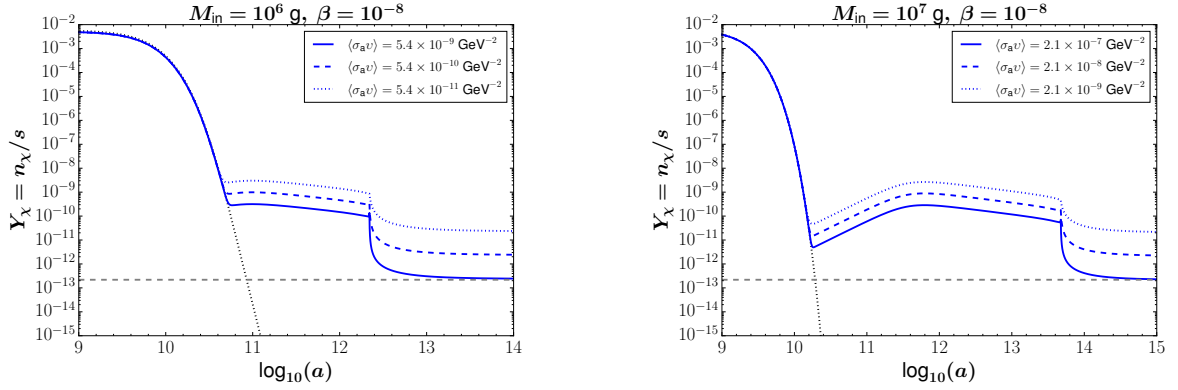 M_in = 10^6 g, β = 10^−8
⟨σ_a υ⟩ = 5.4 × 10^−9 GeV^−2
⟨σ_a υ⟩ = 5.4 × 10^−10 GeV^−2
⟨σ_a υ⟩ = 5.4 × 10^−11 GeV^−2
Y_χ = n_χ/s
10^−2
10^−3
10^−4
10^−5
10^−6
10^−7
10^−8
10^−9
10^−10
10^−11
10^−12
10^−13
10^−14
10^−15
9 10 11 12 13 14
log_10(a)
M_in = 10^7 g, β = 10^−8
⟨σ_a υ⟩ = 2.1 × 10^−7 GeV^−2
⟨σ_a υ⟩ = 2.1 × 10^−8 GeV^−2
⟨σ_a υ⟩ = 2.1 × 10^−9 GeV^−2
Y_χ = n_χ/s
10^−2
10^−3
10^−4
10^−5
10^−6
10^−7
10^−8
10^−9
10^−10
10^−11
10^−12
10^−13
10^−14
10^−15
9 10 11 12 13 14 15
log_10(a)